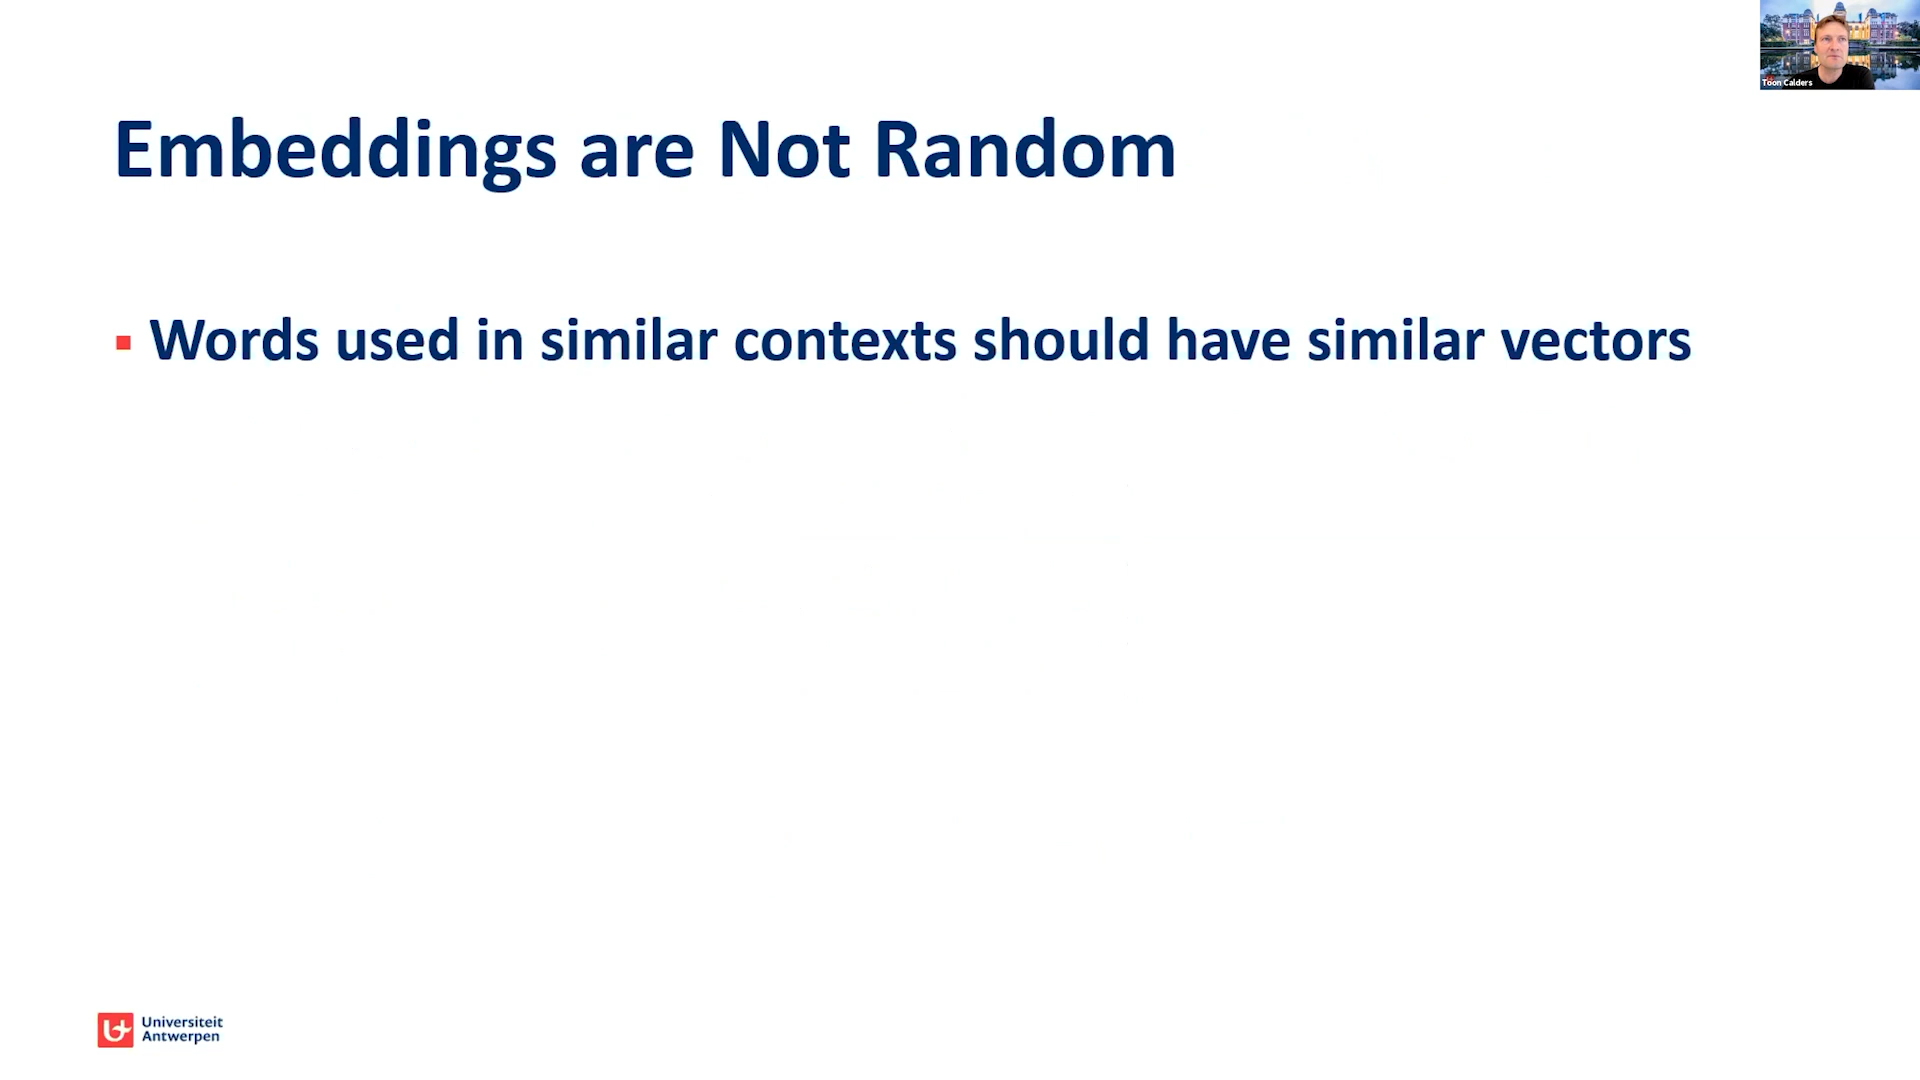 Toon Calders
Embeddings are Not Random
Words used in similar contexts should have similar vectors
Universiteit
Antwerpen